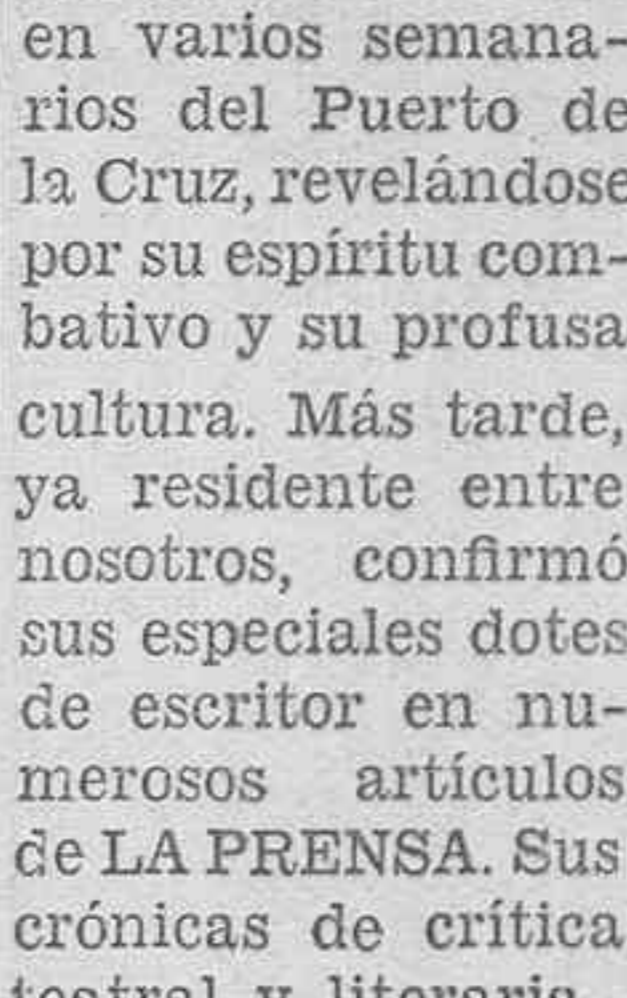 en varios semana-
rios del Puerto de
la Cruz, revelándose
por su espíritu com-
bativo y su profusa
cultura. Más tarde,
ya residente entre
nosotros, confirmó
sus especiales dotes
de escritor en nu-
merosos artículos
de LA PRENSA. Sus
crónicas de crítica
teatral y literaria